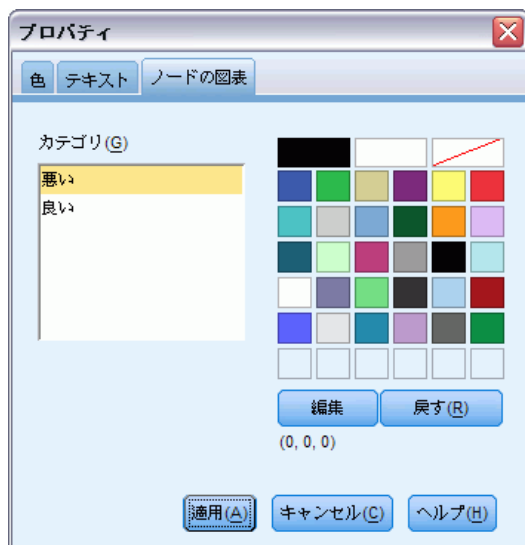 プロパティ
色 テキスト ノードの図表
カテゴリ(G)
悪い
良い
編集 戻す(R)
(0, 0, 0)
適用(A) キャンセル(C) ヘルプ(H)